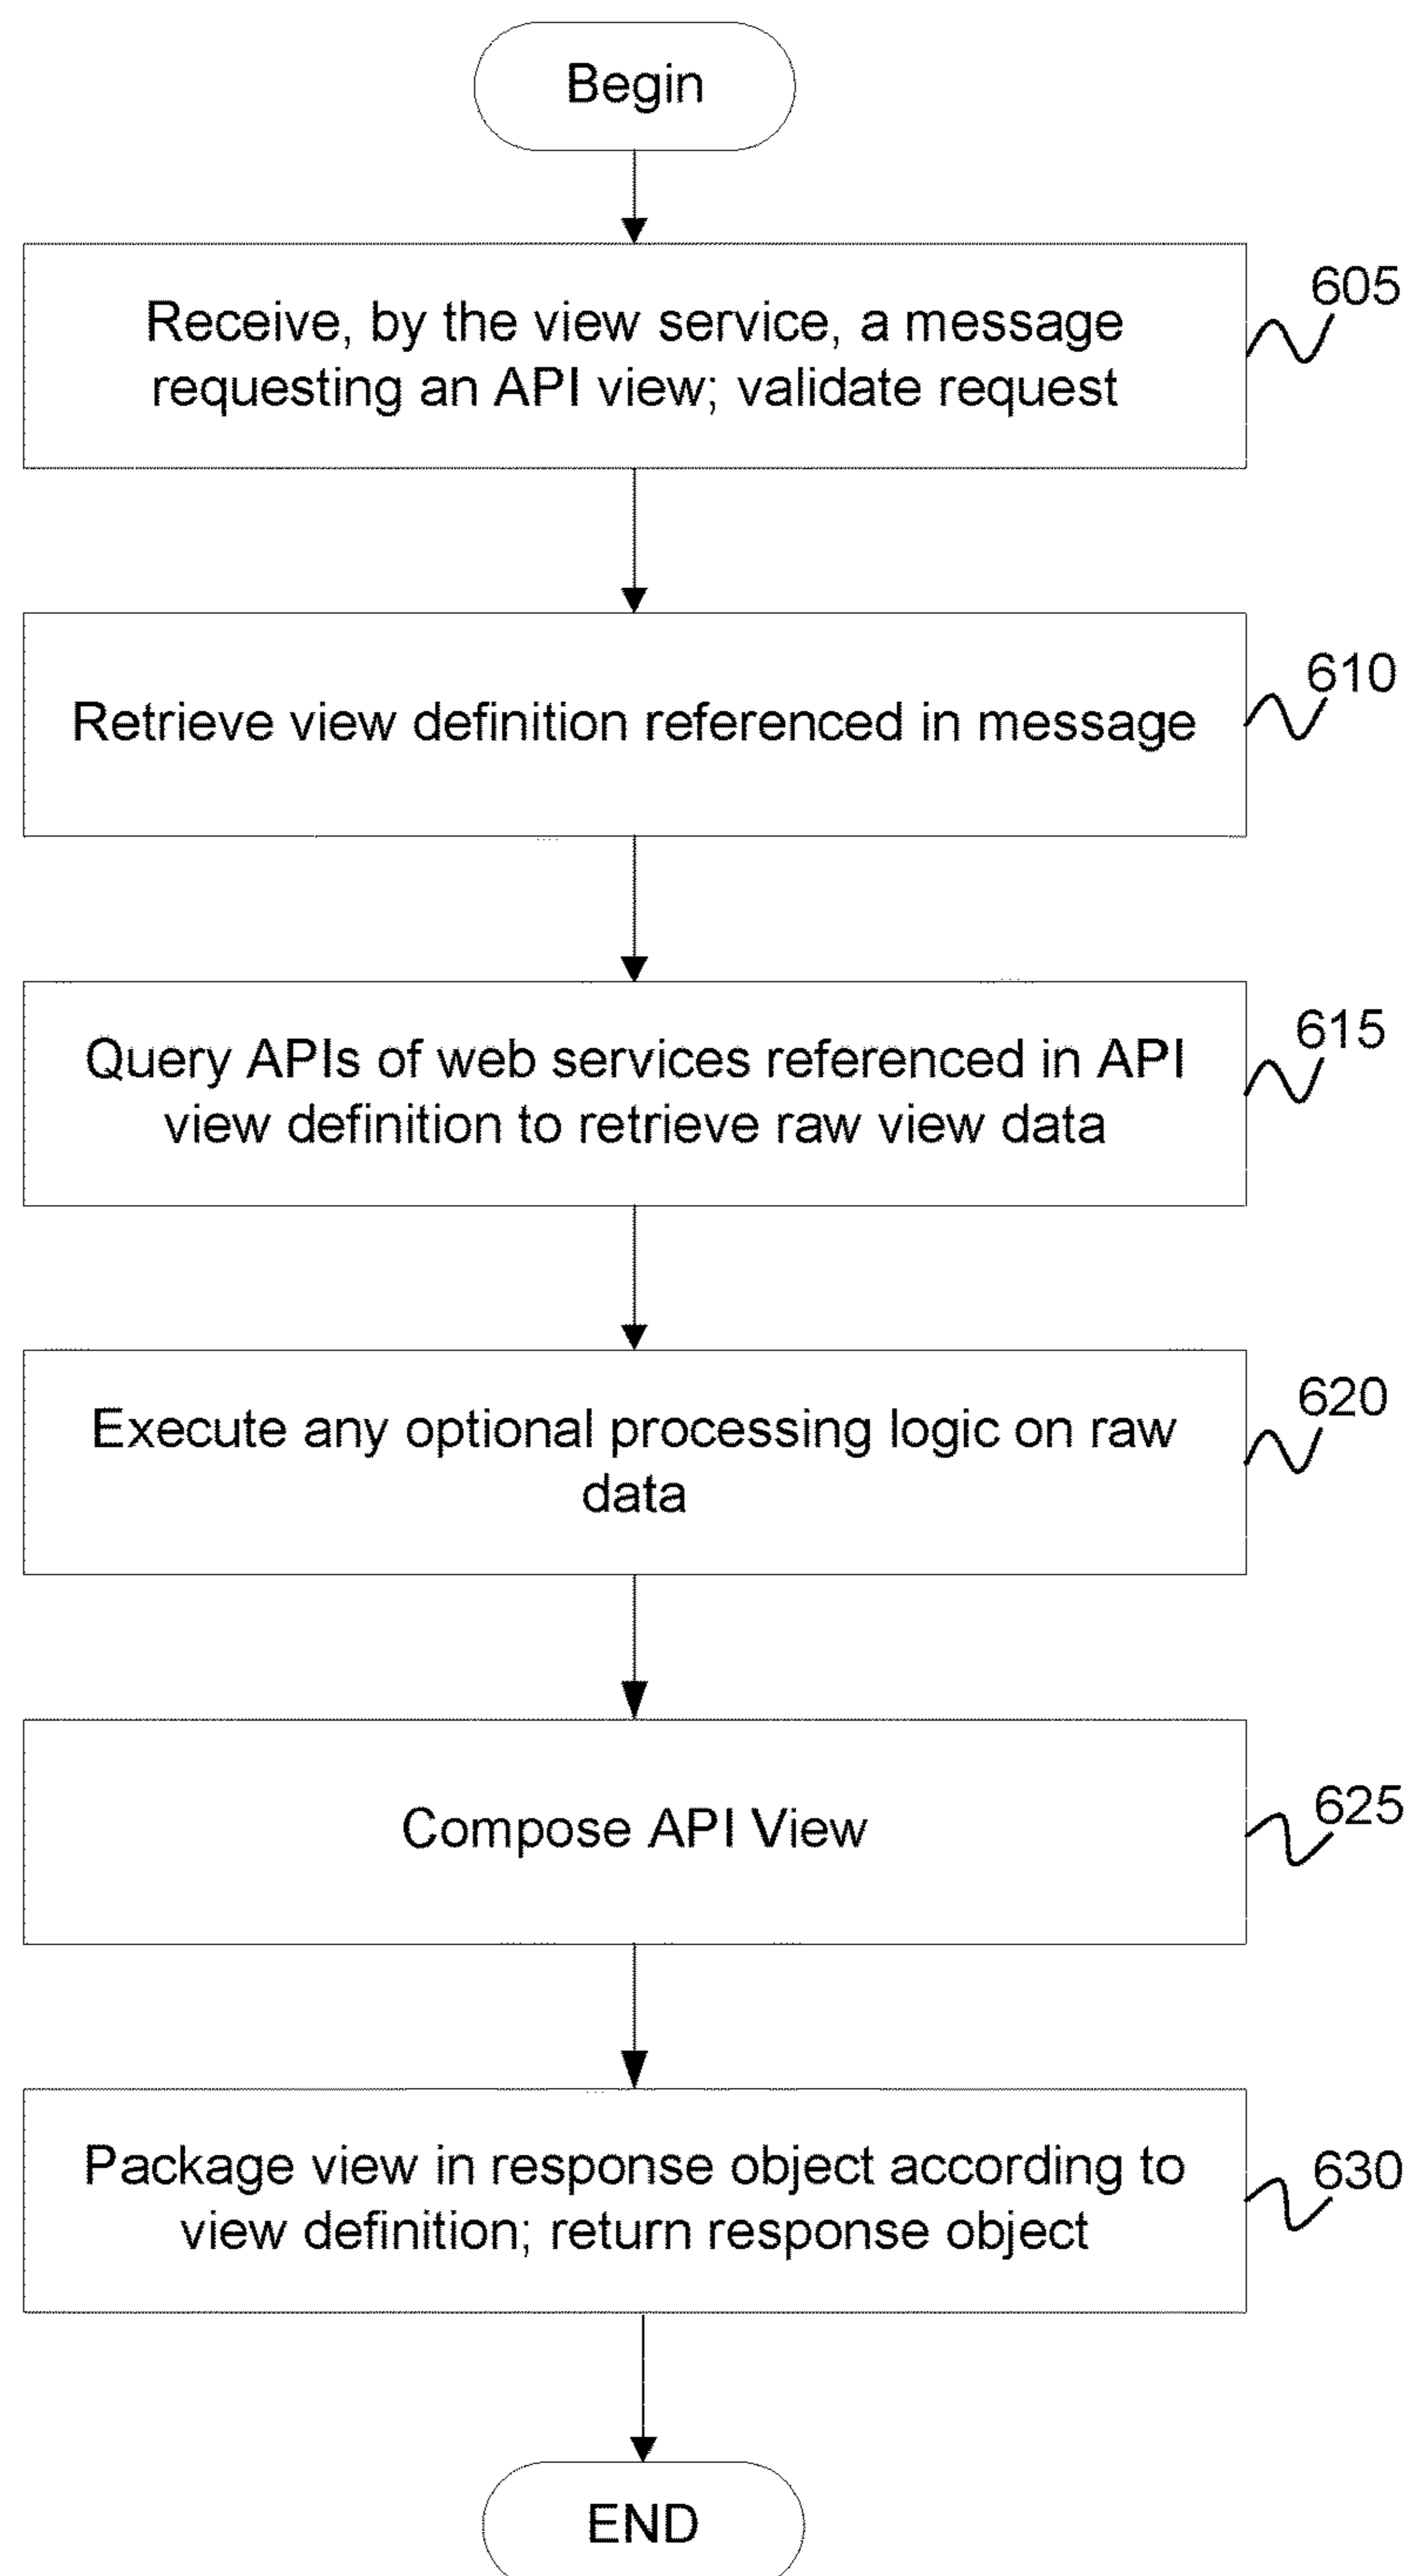 Begin
Receive, by the view service, a message
requesting an API view; validate request
605
Retrieve view definition referenced in message
610
Query APIs of web services referenced in API
view definition to retrieve raw view data
615
Execute any optional processing logic on raw
data
620
Compose API View
625
Package view in response object according to
view definition; return response object
630
END